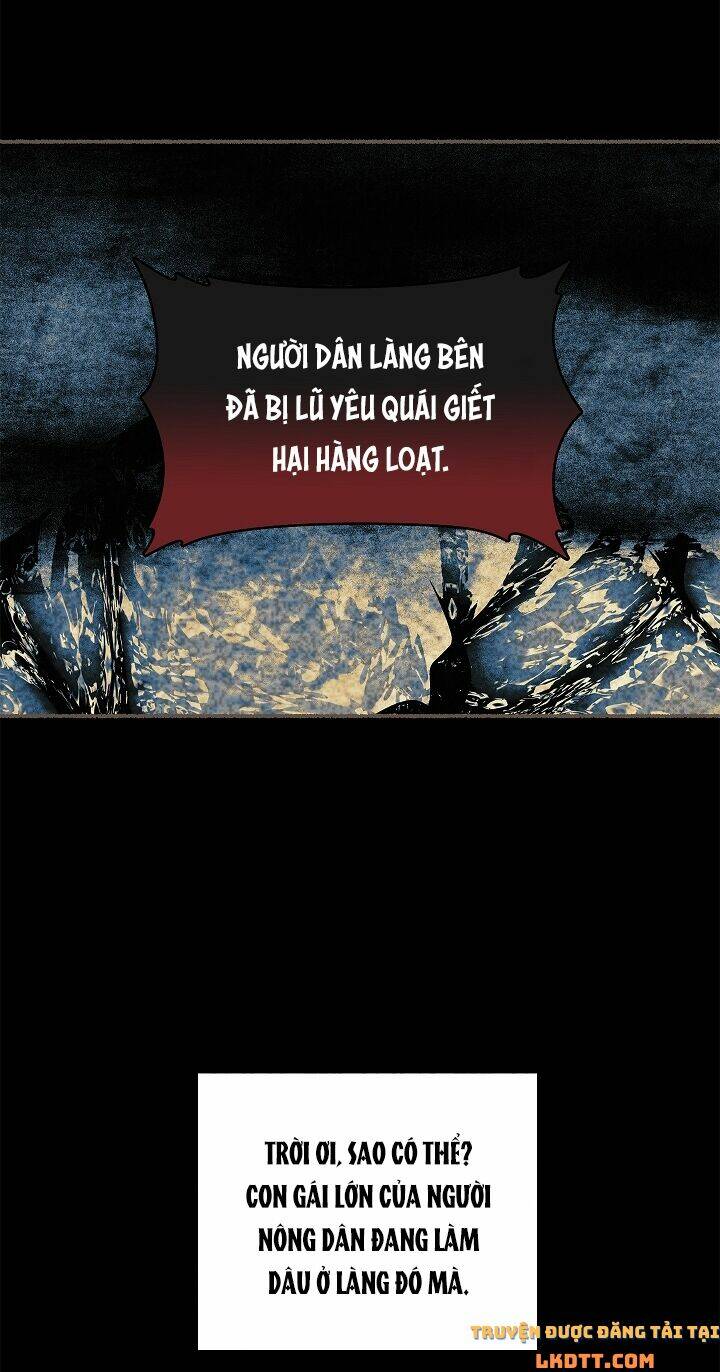 NGƯỜI DÂN LÀNG BÊN
ĐÃ BỊ LŨ YÊU QUÁI GIẾT
HẠI HÀNG LOẠT.
TRỜI ƠI, SAO CÓ THỂ?
CON GÁI LỚN CỦA NGƯỜI
NÔNG DÂN ĐANG LÀM
DÂU Ở LÀNG ĐÓ MÀ.
TRUYỆN ĐƯỢC ĐĂNG TẢI TẠI
LKDTT.COM